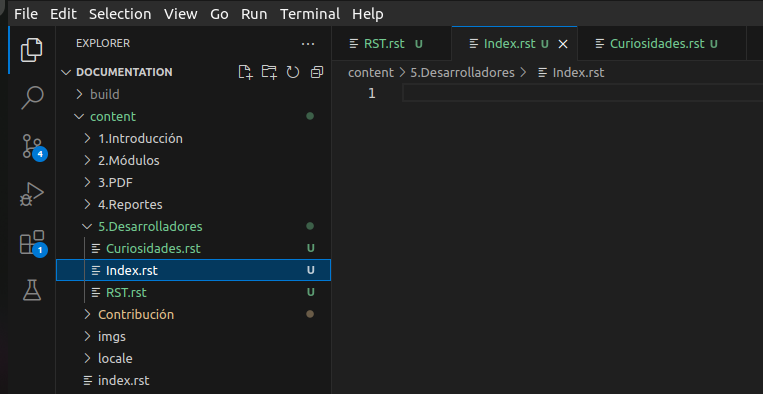 File Edit Selection View Go Run Terminal Help
EXPLORER
DOCUMENTATION
build
content
1.Introducción
2.Módulos
3.PDF
4.Reportes
5.Desarrolladores
Curiosidades.rst U
Index.rst U
RST.rst U
Contribución
imgs
locale
index.rst
4
1
RST.rst U
Index.rst U
Curiosidades.rst U
content > 5.Desarrolladores > Index.rst
1